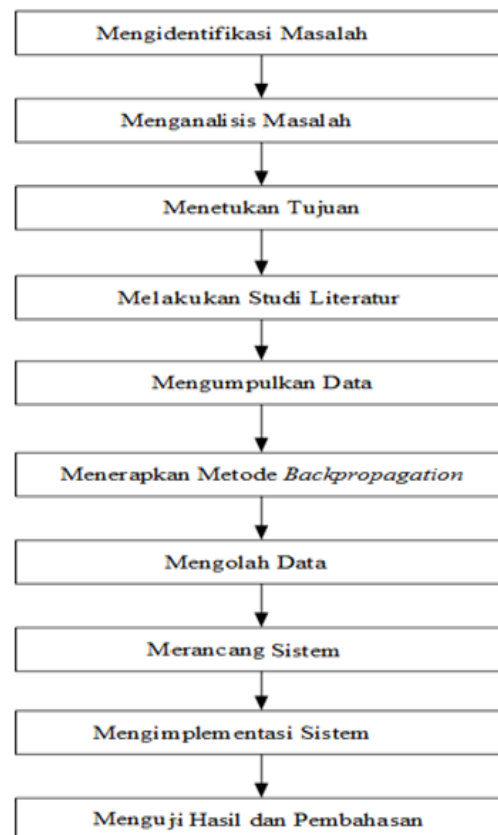 Mengidentifikasi Masalah
Menganalisis Masalah
Menetukan Tujuan
Melakukan Studi Literatur
Mengumpulkan Data
Menerapkan Metode Backpropagation
Mengolah Data
Merancang Sistem
Mengimplementasi Sistem
Menguji Hasil dan Pembahasan